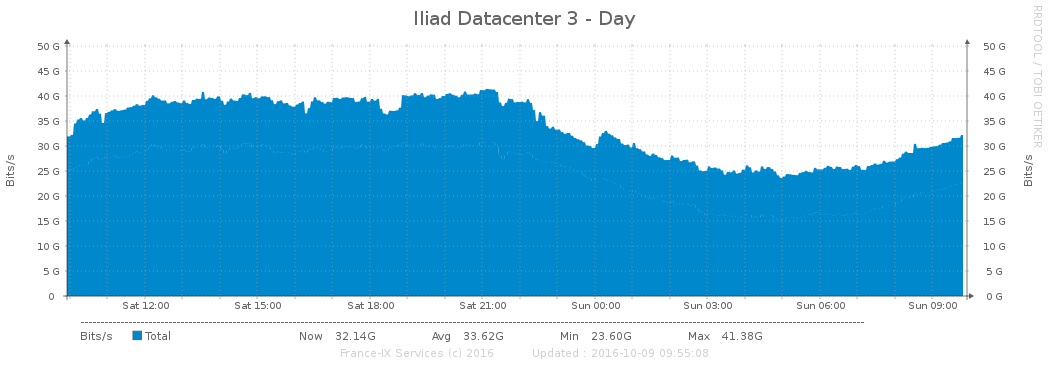 Iliad Datacenter 3 - Day
RRDTOOL / TOBI OETIKER
Bits/s
50 G 50 G
45 G 45 G
40 G 40 G
35 G 35 G
30 G 30 G
25 G 25 G
20 G 20 G
15 G 15 G
10 G 10 G
5 G 5 G
0 0 G
Bits/s
Sat 12:00 Sat 15:00 Sat 18:00 Sat 21:00 Sun 00:00 Sun 03:00 Sun 06:00 Sun 09:00
Bits/s Total Now 32.14G Avg 33.62G Min 23.60G Max 41.38G
France-IX Services (c) 2016 Updated : 2016-10-09 09:55:08